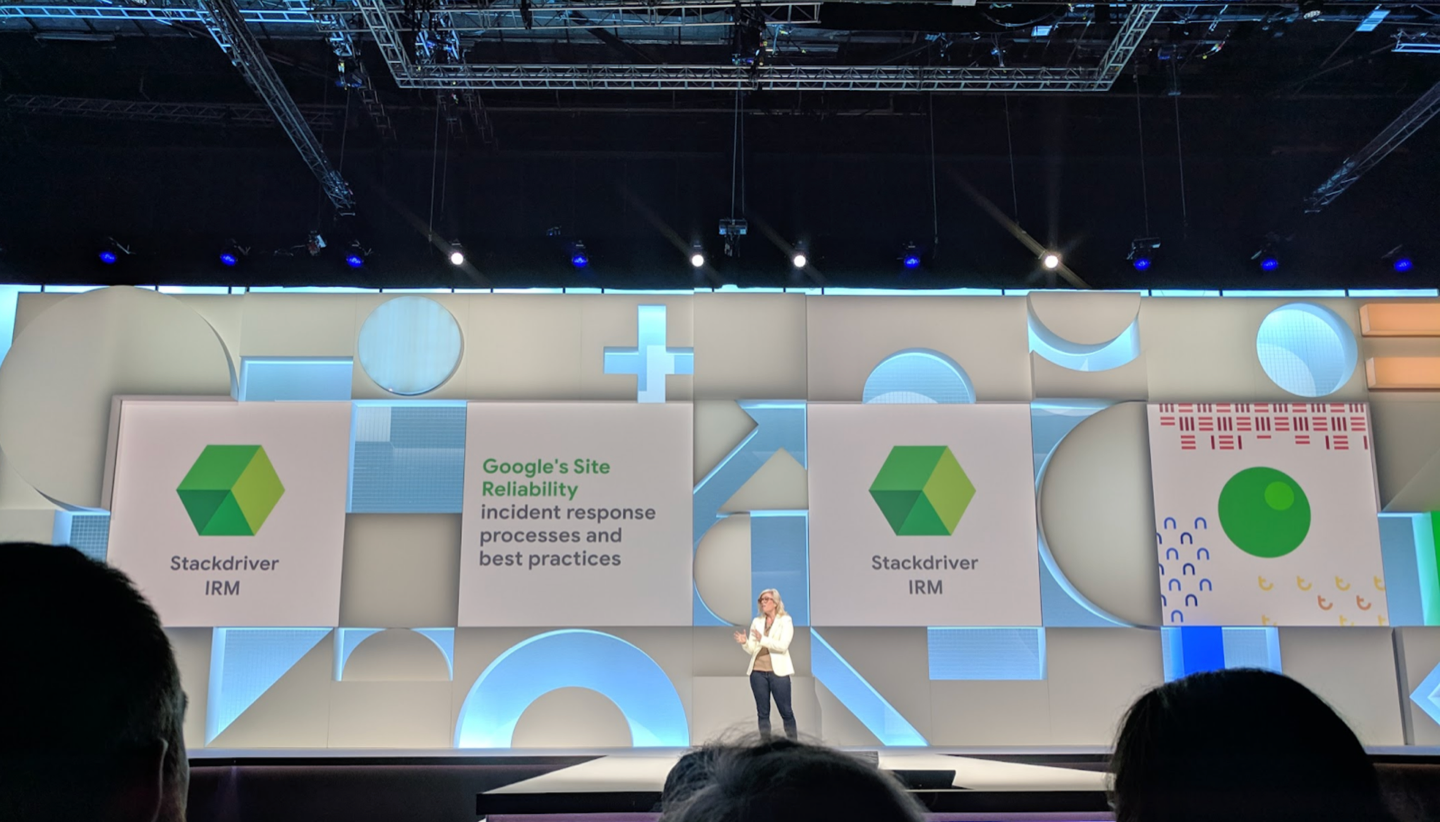 Stackdriver
IRM
Google's Site
Reliability
incident response
processes and
best practices
Stackdriver
IRM